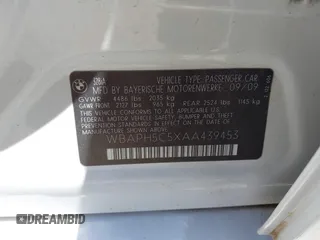 VEHICLE TYPE: PASSENGER CAR
MFD BY BAYERISCHE MOTORENWERKE 09/09
GVWR 4486 lbs 2035 kg
GAWR FRONT 2127 lbs 965 kg REAR 2524 lbs 1145 kg
THIS VEHICLE CONFORMS TO ALL APPLICABLE
FEDERAL MOTOR VEHICLE SAFETY, BUMPER
AND THEFT PREVENTION STANDARDS
IN EFFECT ON THE DATE OF
MANUFACTURE SHOWN ABOVE
WBAPH5C5XAA439453
© DREAMBID DREAMBID.COM